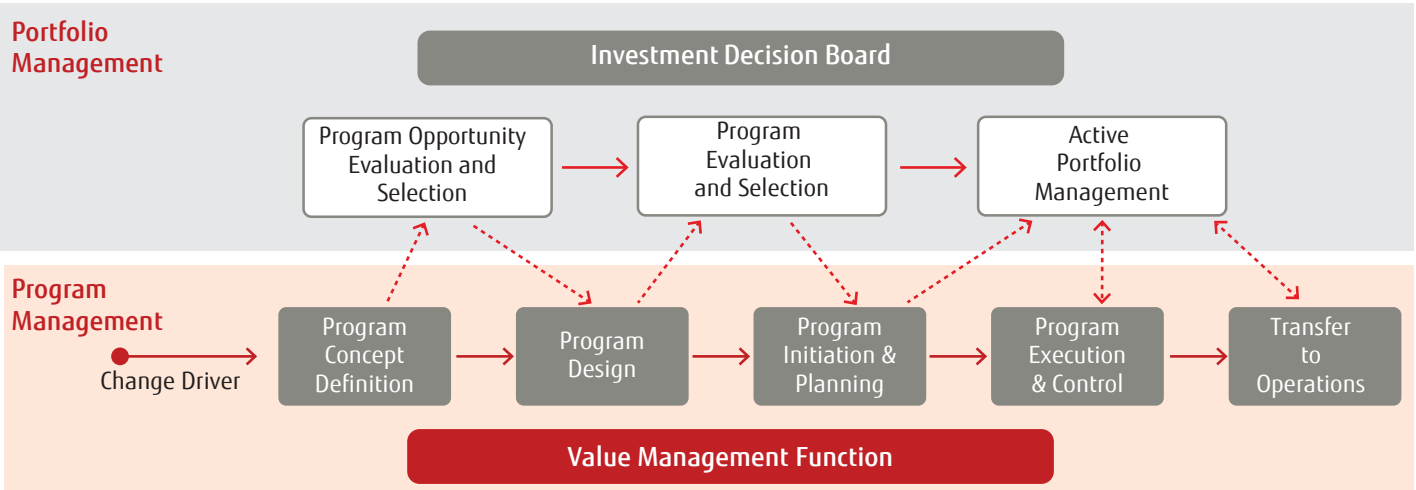 Portfolio
Management
Investment Decision Board
Program Opportunity
Evaluation and
Selection
Program
Evaluation
and Selection
Active
Portfolio
Management
Program
Management
Change Driver
Program
Concept
Definition
Program
Design
Program
Initiation &
Planning
Program
Execution
& Control
Transfer
to
Operations
Value Management Function